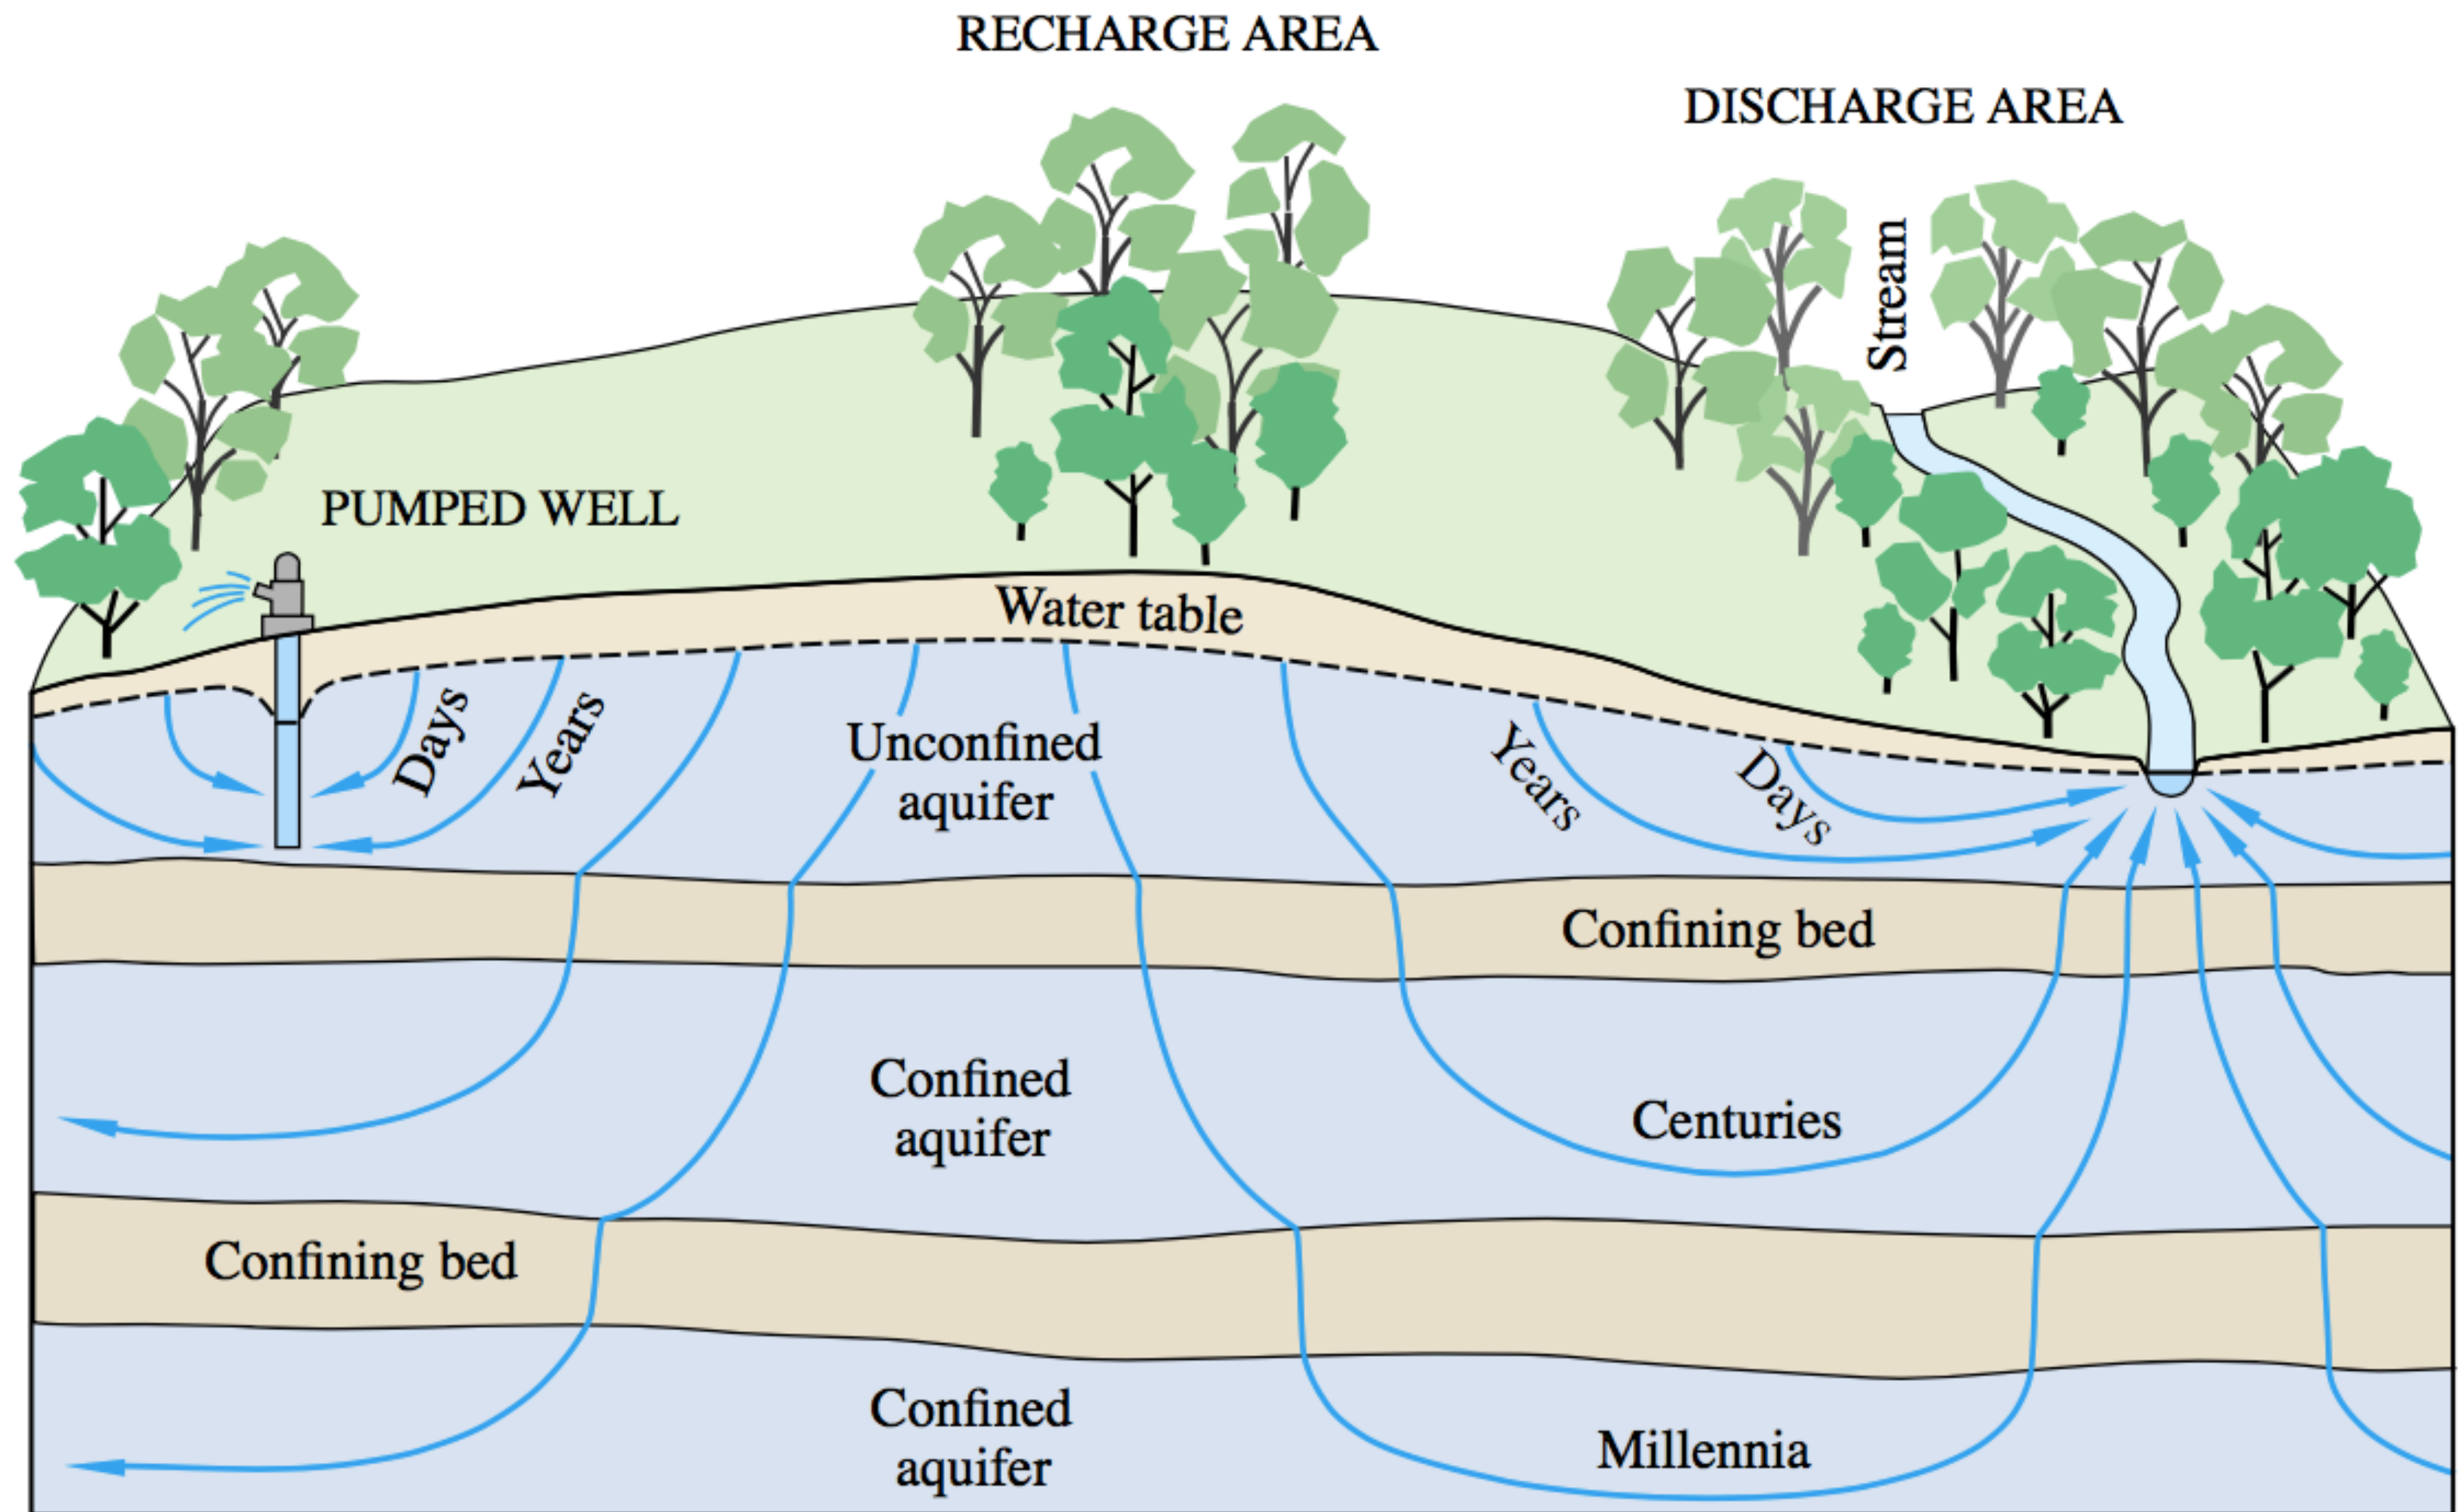 RECHARGE AREA
DISCHARGE AREA
Stream
PUMPED WELL
Water table
Days
Years
Unconfined
aquifer
Years
Days
Confining bed
Confined
aquifer
Centuries
Confining bed
Confined
aquifer
Millennia